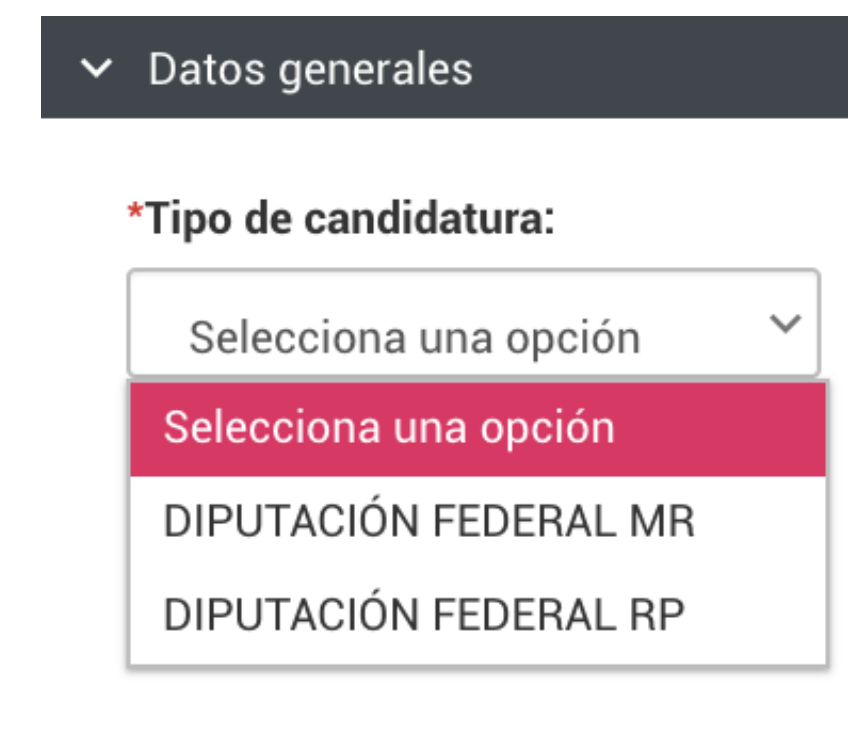 Datos generales
*Tipo de candidatura:
Selecciona una opción
Selecciona una opción
DIPUTACIÓN FEDERAL MR
DIPUTACIÓN FEDERAL RP